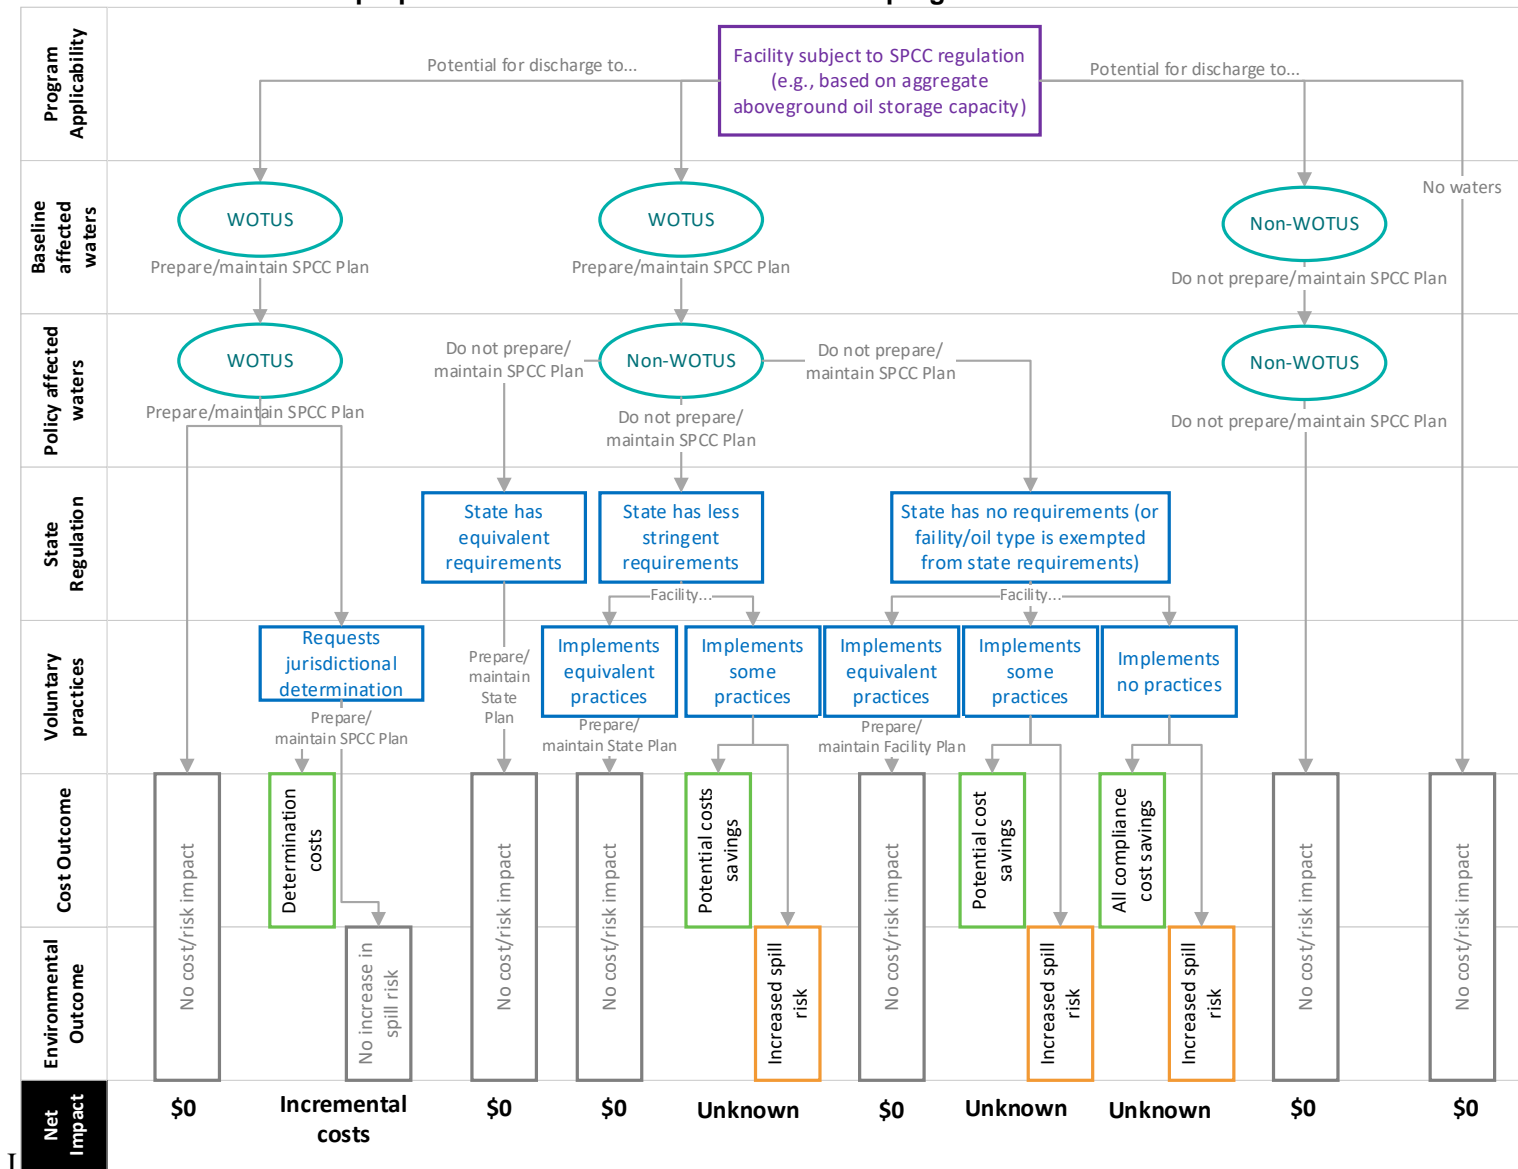 Program
Applicability
Potential for discharge to...
Facility subject to SPCC regulation
(e.g., based on aggregate
aboveground oil storage capacity)
Potential for discharge to...
Baseline
affected
waters
WOTUS
Prepare/maintain SPCC Plan
WOTUS
Prepare/maintain SPCC Plan
Non-WOTUS
Do not prepare/maintain SPCC Plan
No waters
Policy affected
waters
WOTUS
Prepare/maintain SPCC Plan
Do not prepare/
maintain SPCC Plan
Non-WOTUS
Do not prepare/
maintain SPCC Plan
Do not prepare/
maintain SPCC Plan
Non-WOTUS
Do not prepare/maintain SPCC Plan
State
Regulation
State has
equivalent
requirements
State has less
stringent
requirements
Facility...
State has no requirements (or
faility/oil type is exempted
from state requirements)
Facility...
Voluntary
practices
Requests
jurisdictional
determination
Prepare/
maintain SPCC Plan
Prepare/
maintain
State
Plan
Implements
equivalent
practices
Prepare/
maintain State Plan
Implements
some
practices
Implements
equivalent
practices
Prepare/
maintain Facility Plan
Implements
some
practices
Implements
no practices
Cost Outcome
Environmental
Outcome
No cost/risk impact
Determination
costs
No increase in
spill risk
No cost/risk impact
No cost/risk impact
Potential costs
savings
Increased spill
risk
No cost/risk impact
Potential cost
savings
Increased spill
risk
All compliance
cost savings
Increased spill
risk
No cost/risk impact
No cost/risk impact
Net
Impact
$0
Incremental
costs
$0
$0
Unknown
$0
Unknown
Unknown
$0
$0